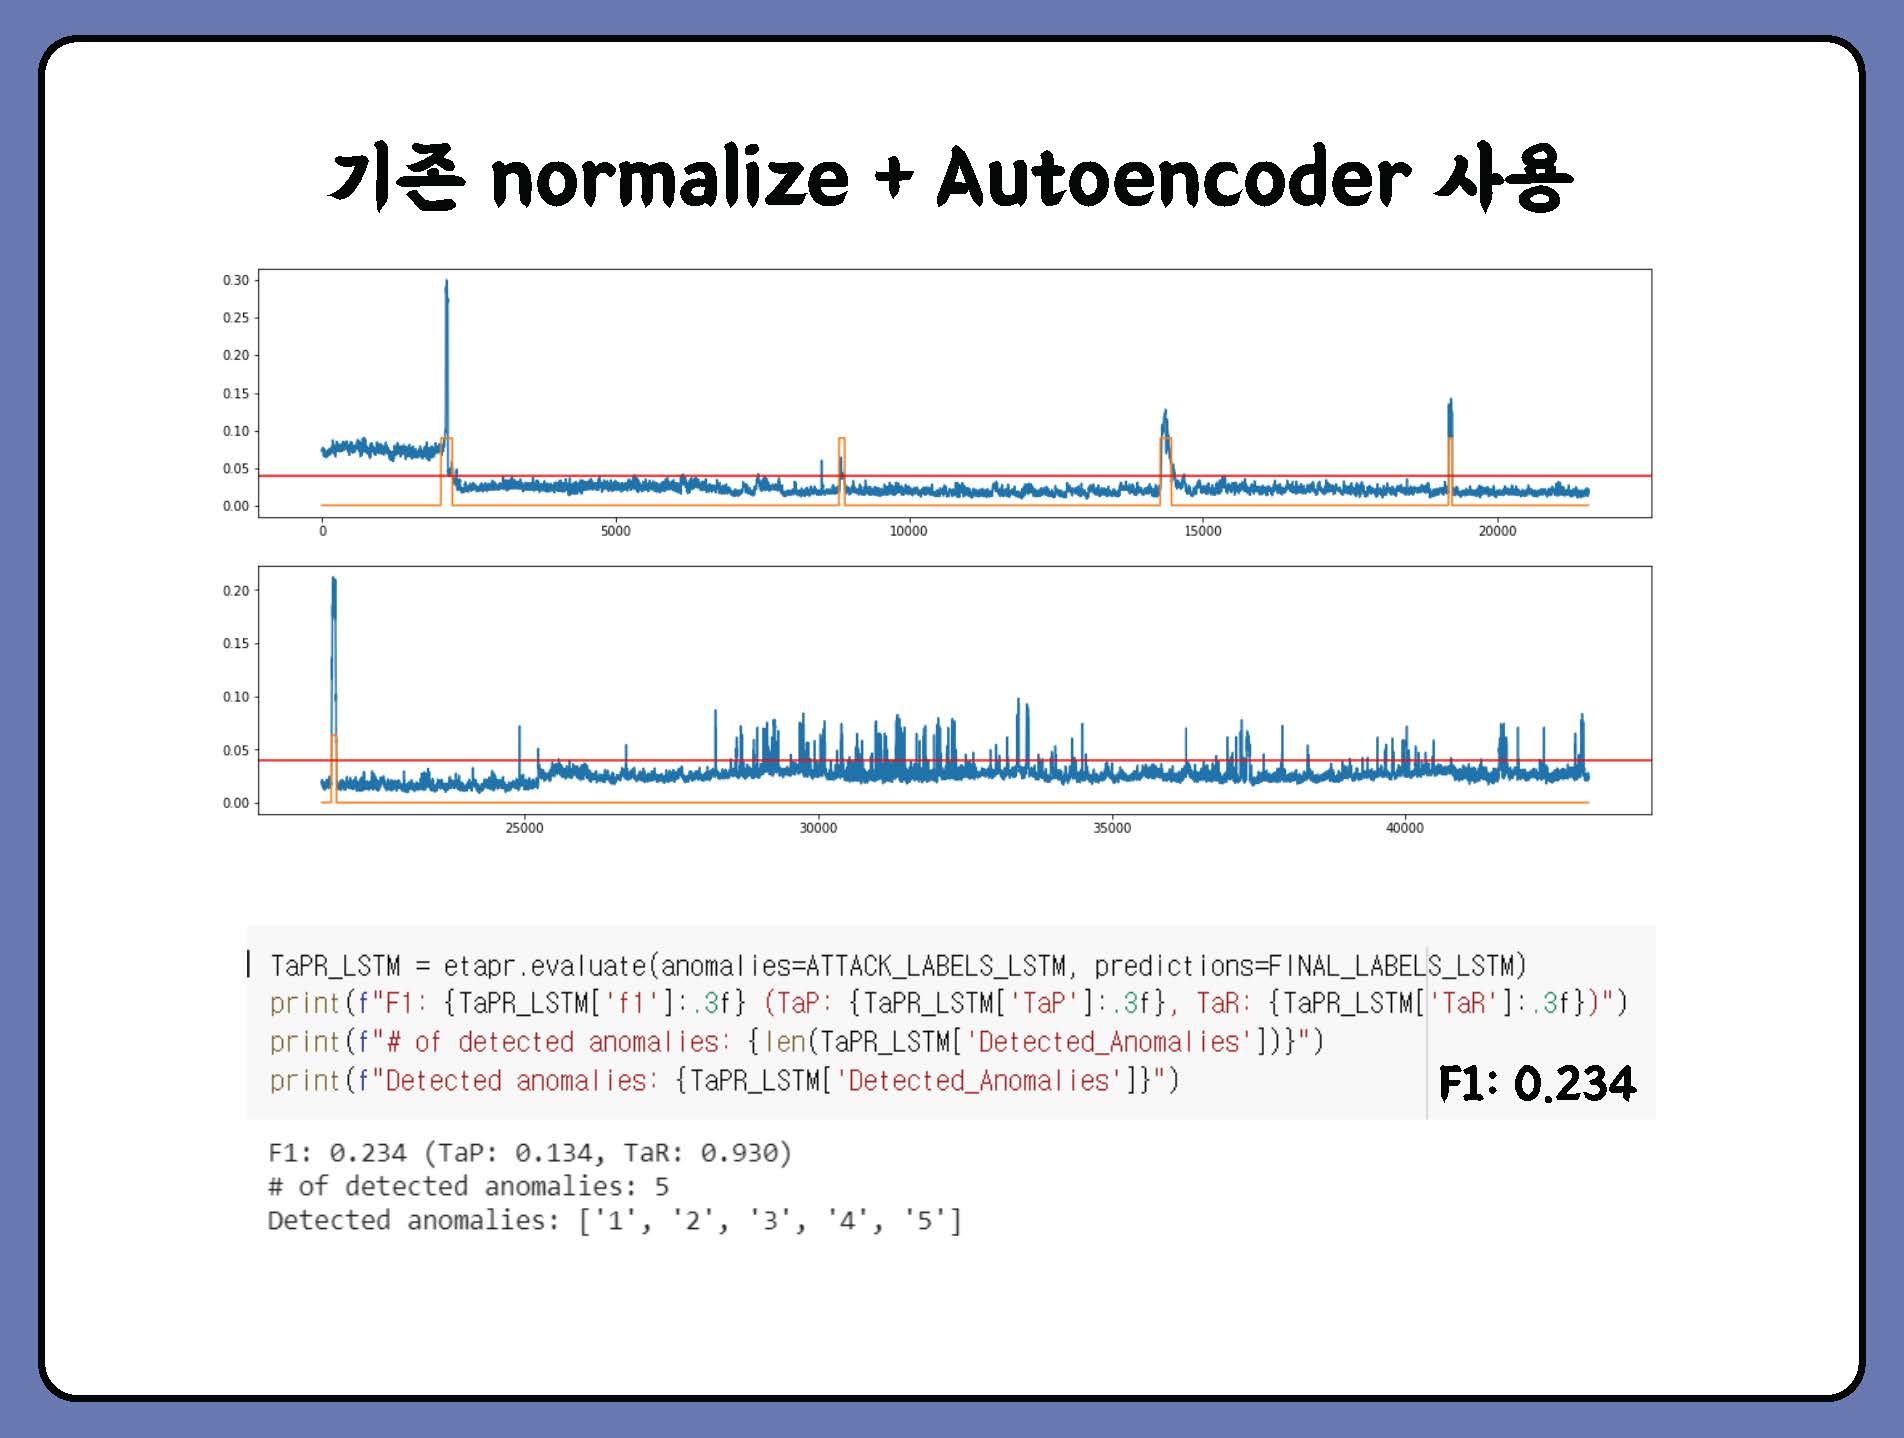 기존 normalize + Autoencoder 사용
0.30
0.25
0.20
0.15
0.10
0.05
0.00
0 5000 10000 15000 20000
0.20
0.15
0.10
0.05
0.00
25000 30000 35000 40000
TaPR_LSTM = etapr.evaluate(anomalies=ATTACK_LABELS_LSTM, predictions=FINAL_LABELS_LSTM)
print(f"F1: {TaPR_LSTM['f1']:.3f} (TaP: {TaPR_LSTM['TaP']:.3f}, TaR: {TaPR_LSTM['TaR']:.3f})")
print(f"# of detected anomalies: {len(TaPR_LSTM['Detected_Anomalies'])}")
print(f"Detected anomalies: {TaPR_LSTM['Detected_Anomalies']}")
F1: 0.234
F1: 0.234 (TaP: 0.134, TaR: 0.930)
# of detected anomalies: 5
Detected anomalies: ['1', '2', '3', '4', '5']